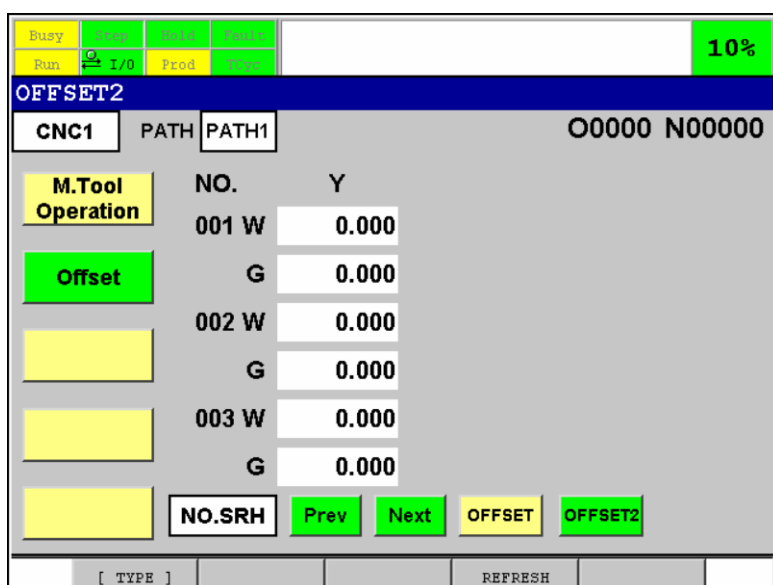 Busy Step Hold Fault
Run I/O Prod TCyc
10%
OFFSET2
CNC1 PATH PATH1 O0000 N00000
M.Tool
Operation
NO. Y
001 W 0.000
Offset
G 0.000
002 W 0.000
G 0.000
003 W 0.000
G 0.000
NO.SRH Prev Next OFFSET OFFSET2
[ TYPE ] REFRESH